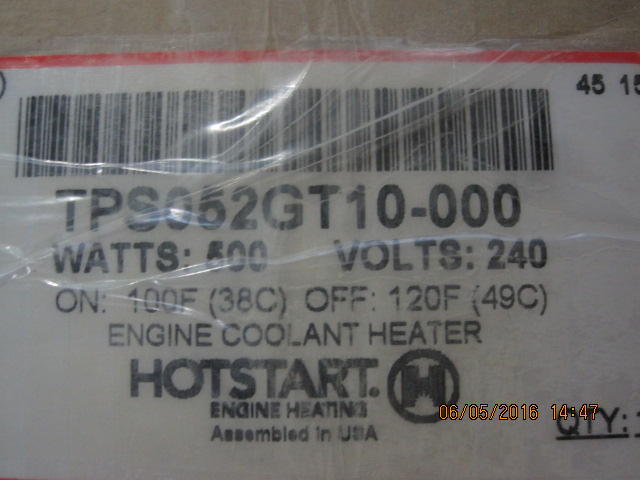 45 15
TPS052GT10-000
WATTS: 500 VOLTS: 240
ON: 100F (38C) OFF: 120F (49C)
ENGINE COOLANT HEATER
HOTSTART.
ENGINE HEATING
Assembled in USA
06/05/2016 14:47
QTY: